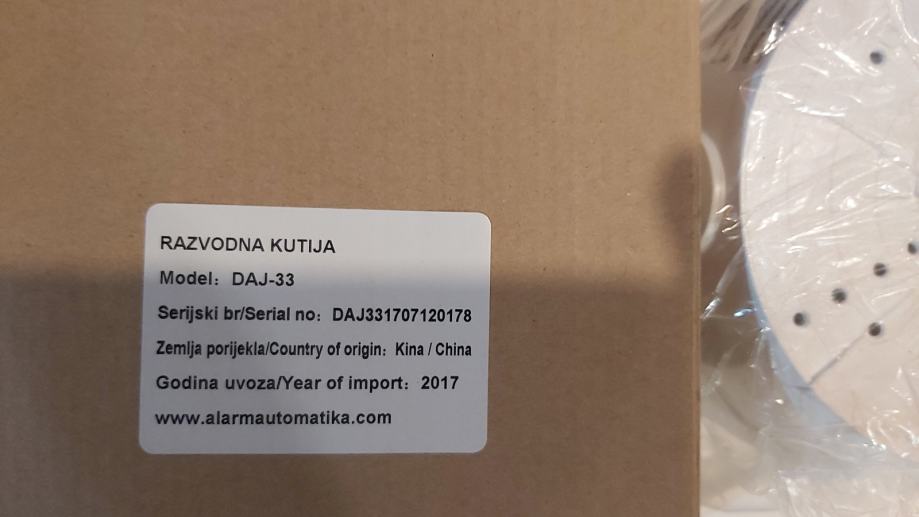 RAZVODNA KUTIJA
Model: DAJ-33
Serijski br/Serial no: DAJ331707120178
Zemlja porijekla/Country of origin: Kina / China
Godina uvoza/Year of import: 2017
www.alarmautomatika.com